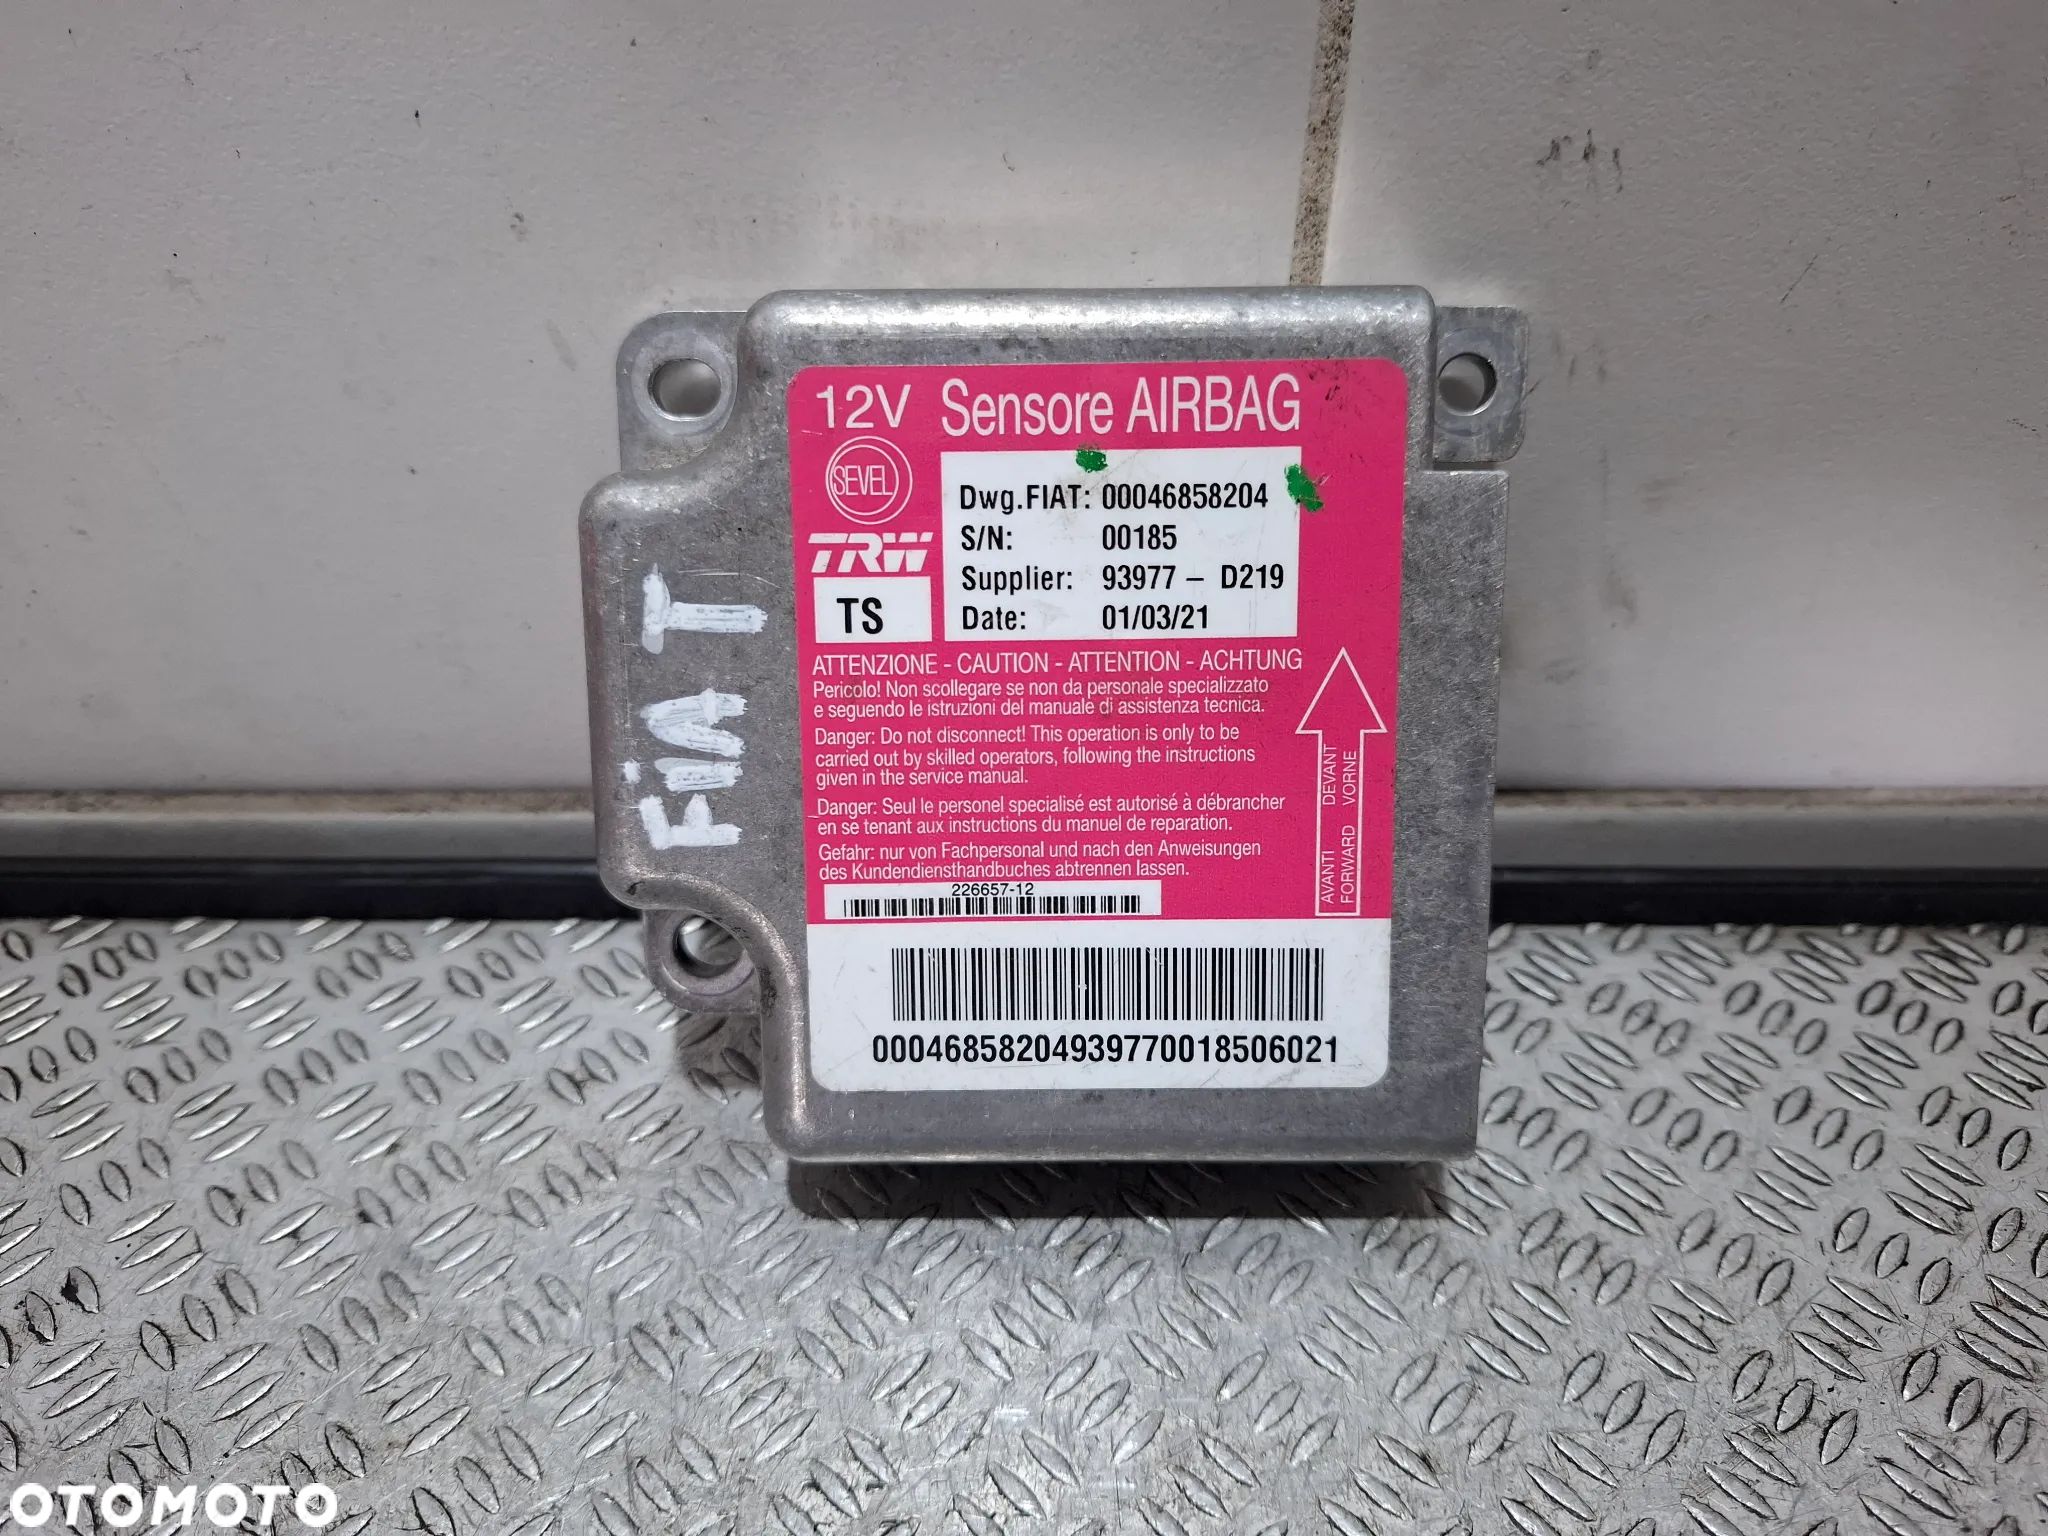 12V Sensore AIRBAG
SEVEL
TRW
TS
Dwg.FIAT: 00046858204
S/N: 00185
Supplier: 93977 - D219
Date: 01/03/21
ATTENZIONE - CAUTION - ATTENTION - ACHTUNG
Pericolo! Non scollegare se non da personale specializzato
e seguendo le istruzioni del manuale di assistenza tecnica.
Danger: Do not disconnect! This operation is only to be
carried out by skilled operators, following the instructions
given in the service manual.
Danger: Seul le personel specialisé est autorisé à débrancher
en se tenant aux instructions du manuel de reparation.
Gefahr: nur von Fachpersonal und nach den Anweisungen
des Kundendiensthandbuches abtrennen lassen.
AVANTI DEVANT
FORWARD VORNE
226657-12
00046858204939770018506021
FiAT
OTOMOTO